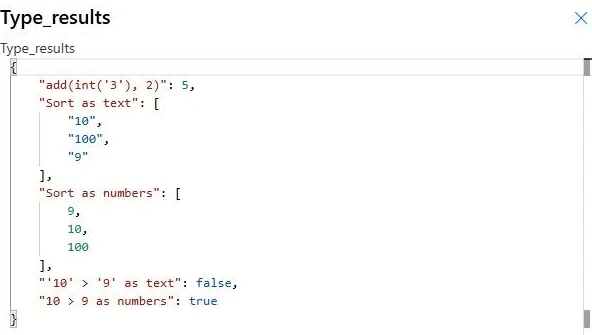 Type_results
Type_results
{
    "add(int('3'), 2)": 5,
    "Sort as text": [
        "10",
        "100",
        "9"
    ],
    "Sort as numbers": [
        9,
        10,
        100
    ],
    "'10' > '9' as text": false,
    "10 > 9 as numbers": true
}